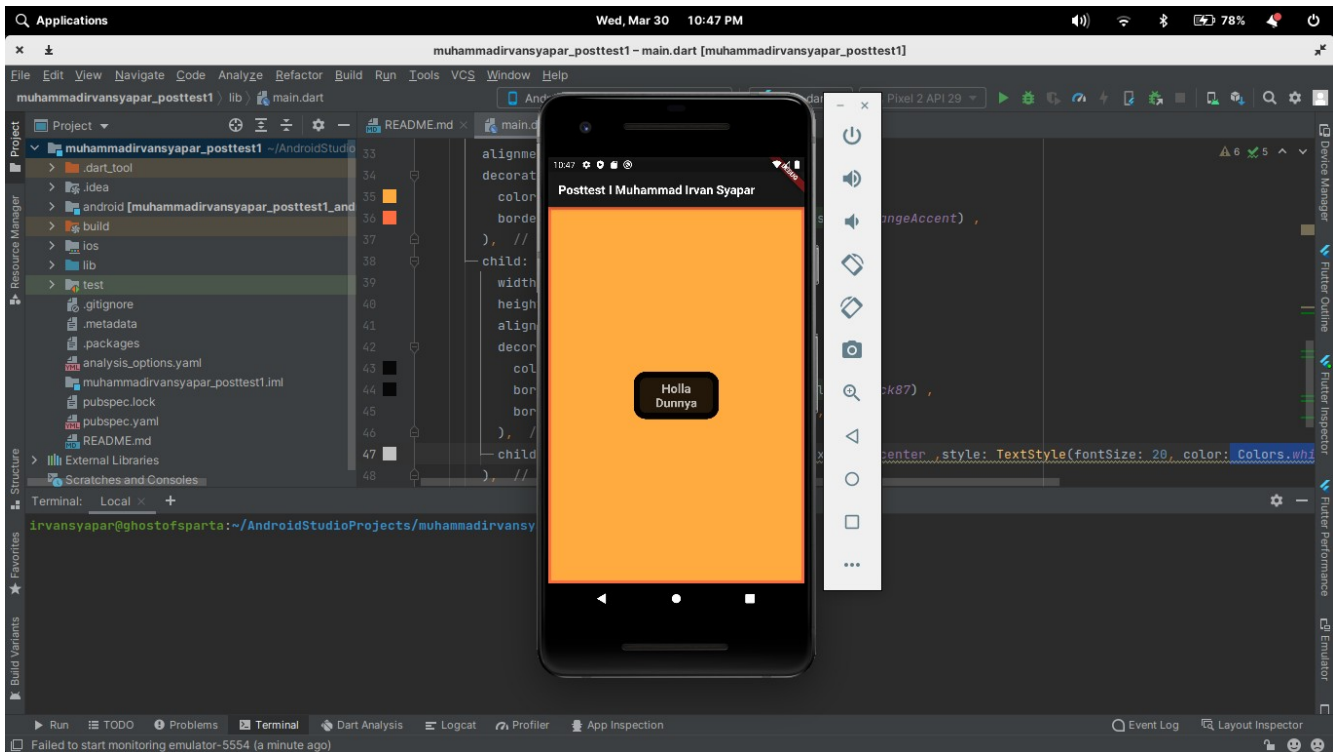 Applications
Wed, Mar 30 10:47 PM
78%
muhammadirvansyapar_posttest1 – main.dart [muhammadirvansyapar_posttest1]
File Edit View Navigate Code Analyze Refactor Build Run Tools VCS Window Help
muhammadirvansyapar_posttest1 lib main.dart
Pixel 2 API 29
Project
README.md
main.d
muhammadirvansyapar_posttest1 ~/AndroidStudio
.dart_tool
.idea
android [muhammadirvansyapar_posttest1_and
build
ios
lib
test
.gitignore
.metadata
.packages
analysis_options.yaml
muhammadirvansyapar_posttest1.iml
pubspec.lock
pubspec.yaml
README.md
External Libraries
Scratches and Consoles
33 alignme
34 decorat
35 color
36 borde ngeAccent) ,
37 ), //
38 child:
39 width
40 heigh
41 align
42 decor
43 col
44 bor ck87) ,
45 bor
46 ), /
47 child center ,style: TextStyle(fontSize: 20, color: Colors.whi
48 ), //
6 5
10:47
Posttest I Muhammad Irvan Syapar
Holla
Dunnya
Terminal: Local
irvansyapar@ghostofsparta:~/AndroidStudioProjects/muhammadirvansy
Project
Resource Manager
Structure
Favorites
Build Variants
Device Manager
Flutter Outline
Flutter Inspector
Flutter Performance
Emulator
Run TODO Problems Terminal Dart Analysis Logcat Profiler App Inspection
Event Log Layout Inspector
Failed to start monitoring emulator-5554 (a minute ago)